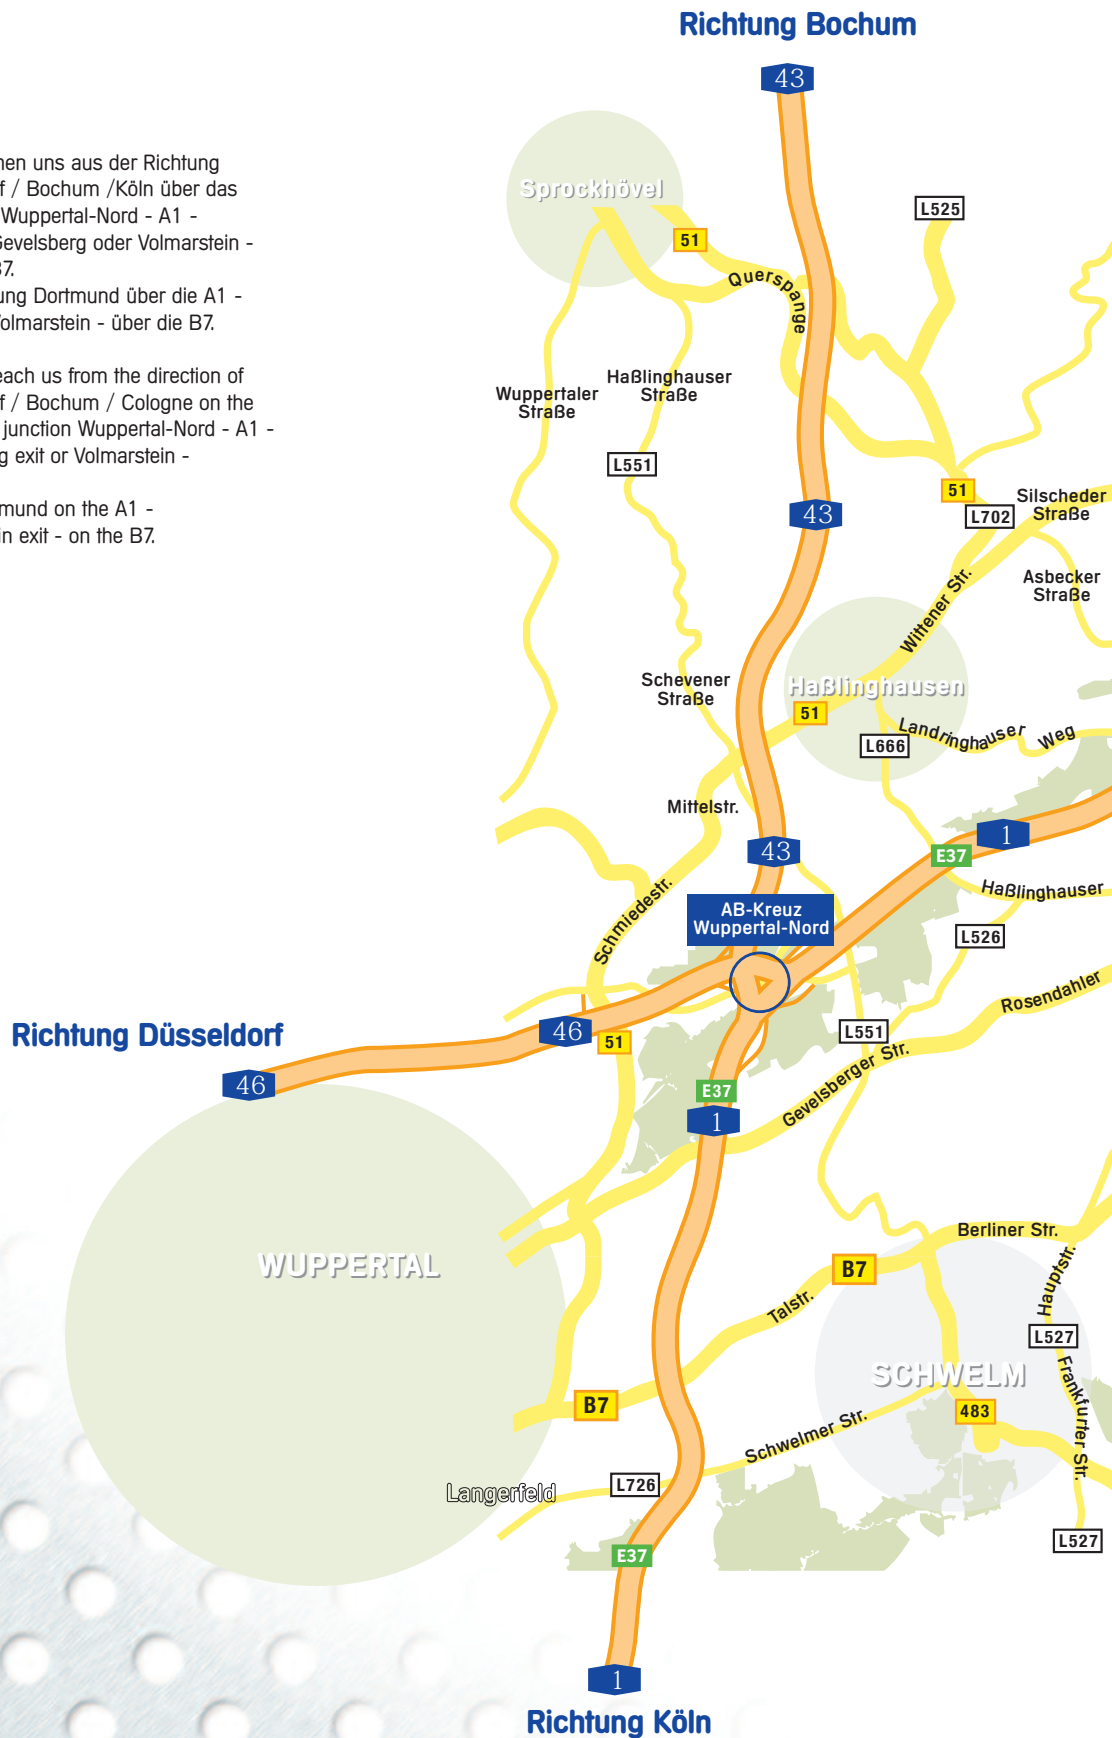 Richtung Bochum
43
nen uns aus der Richtung
f / Bochum /Köln über das
Wuppertal-Nord - A1 -
Gevelsberg oder Volmarstein -
B7.
ung Dortmund über die A1 -
Volmarstein - über die B7.
each us from the direction of
f / Bochum / Cologne on the
junction Wuppertal-Nord - A1 -
g exit or Volmarstein -
mund on the A1 -
in exit - on the B7.
Sprockhövel
L525
51
Querspange
Wuppertaler
Straße
Haßlinghauser
Straße
L551
51
L702
Silscheder
Straße
43
Asbecker
Straße
Wittener Str.
Schevener
Straße
Haßlinghausen
51
Landringhauser Weg
L666
Mittelstr.
1
43
E37
Haßlinghauser
Schmiedestr.
AB-Kreuz
Wuppertal-Nord
L526
Rosendahler
Richtung Düsseldorf
46
51
L551
Gevelsberger Str.
46
E37
1
WUPPERTAL
Berliner Str.
B7
Hauptstr.
Talstr.
L527
SCHWELM
Frankfurter Str.
B7
483
Schwelmer Str.
Langerfeld
L726
L527
E37
1
Richtung Köln